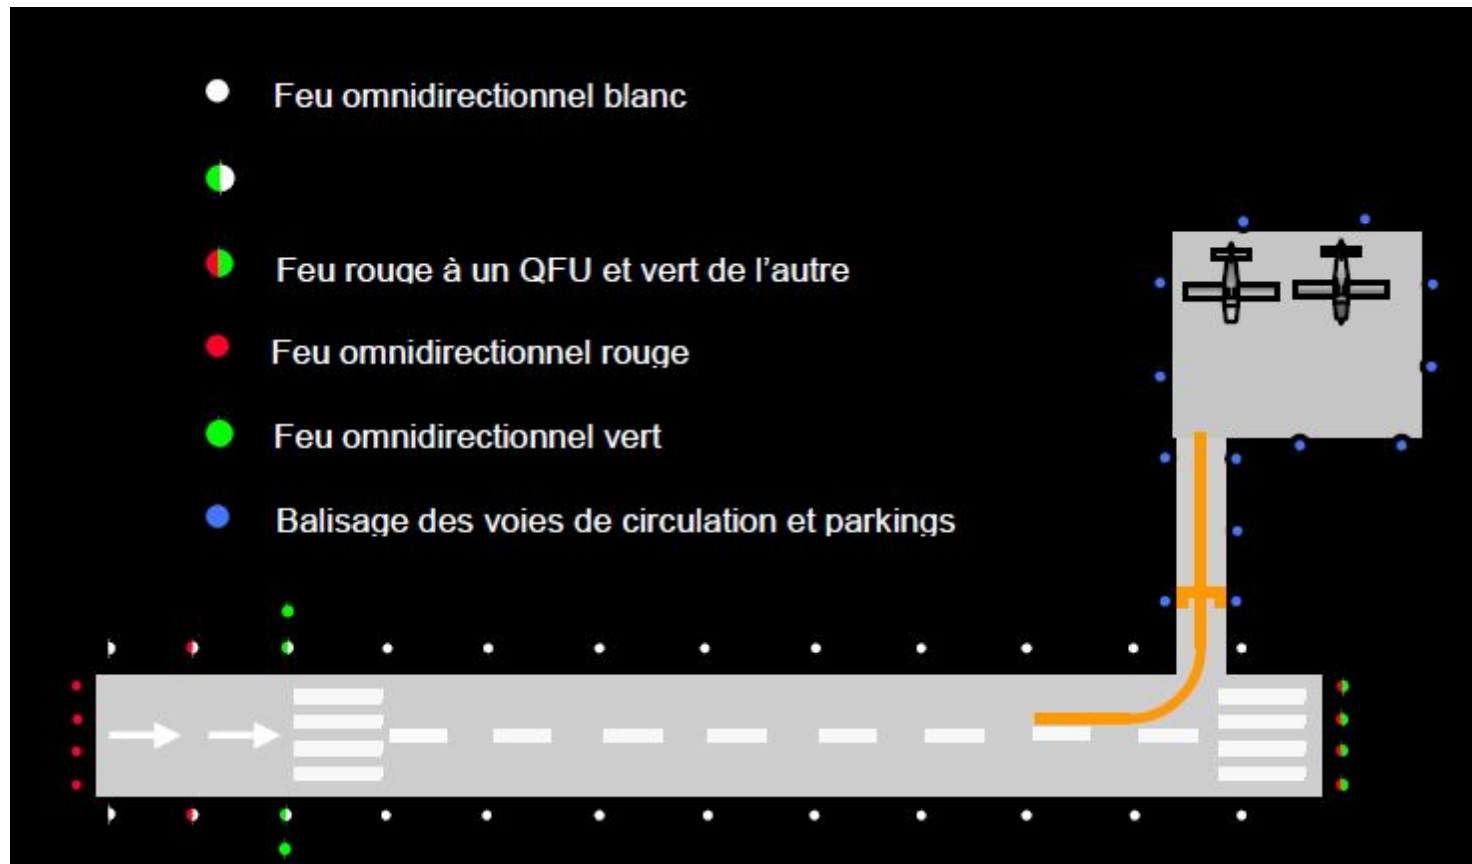 Feu omnidirectionnel blanc
Feu rouge à un QFU et vert de l’autre
Feu omnidirectionnel rouge
Feu omnidirectionnel vert
Balisage des voies de circulation et parkings